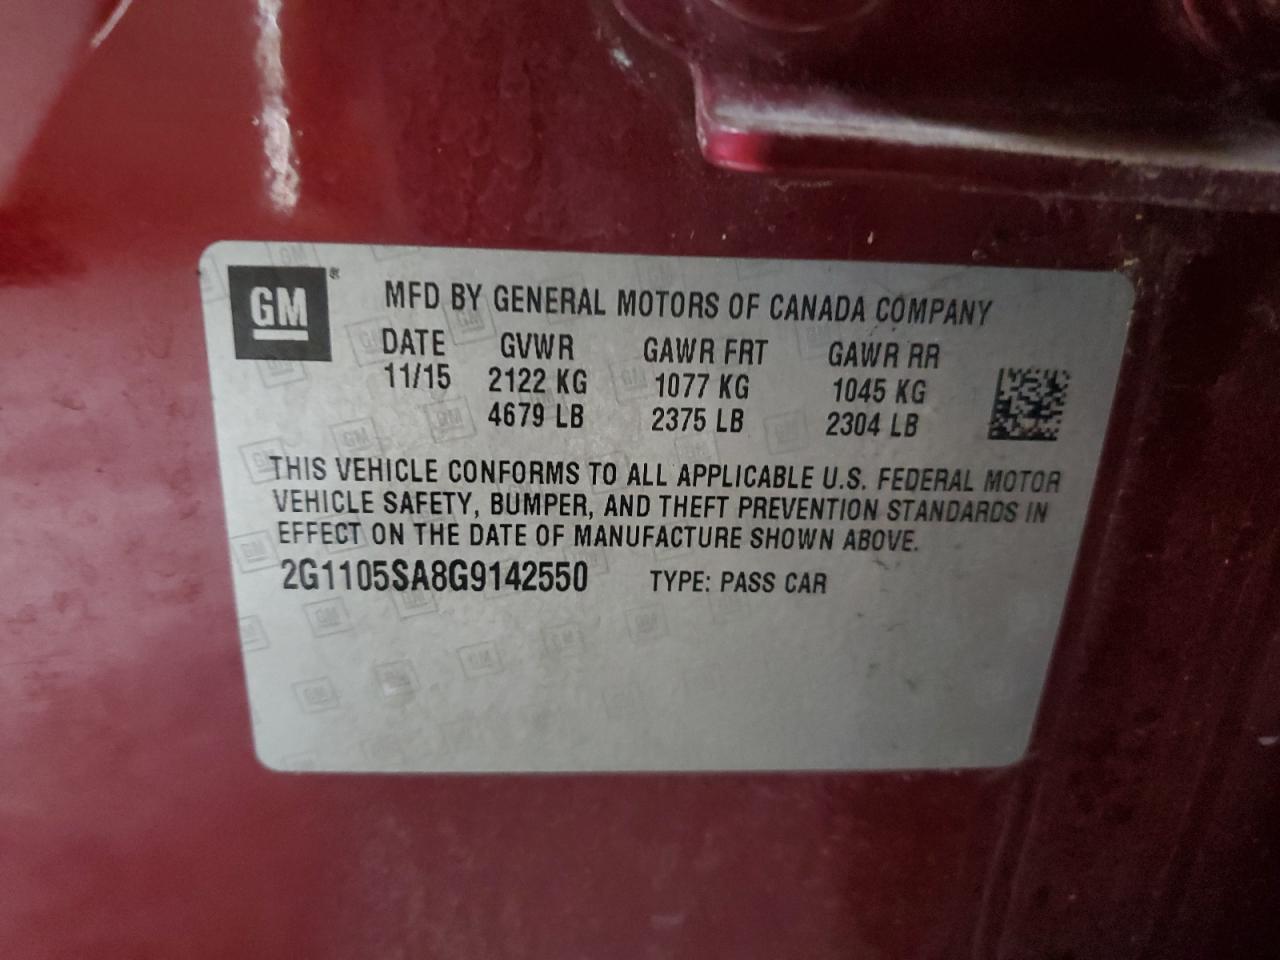 GM®
MFD BY GENERAL MOTORS OF CANADA COMPANY
DATE GVWR GAWR FRT GAWR RR
11/15 2122 KG 1077 KG 1045 KG
4679 LB 2375 LB 2304 LB
THIS VEHICLE CONFORMS TO ALL APPLICABLE U.S. FEDERAL MOTOR
VEHICLE SAFETY, BUMPER, AND THEFT PREVENTION STANDARDS IN
EFFECT ON THE DATE OF MANUFACTURE SHOWN ABOVE.
2G1105SA8G9142550 TYPE: PASS CAR